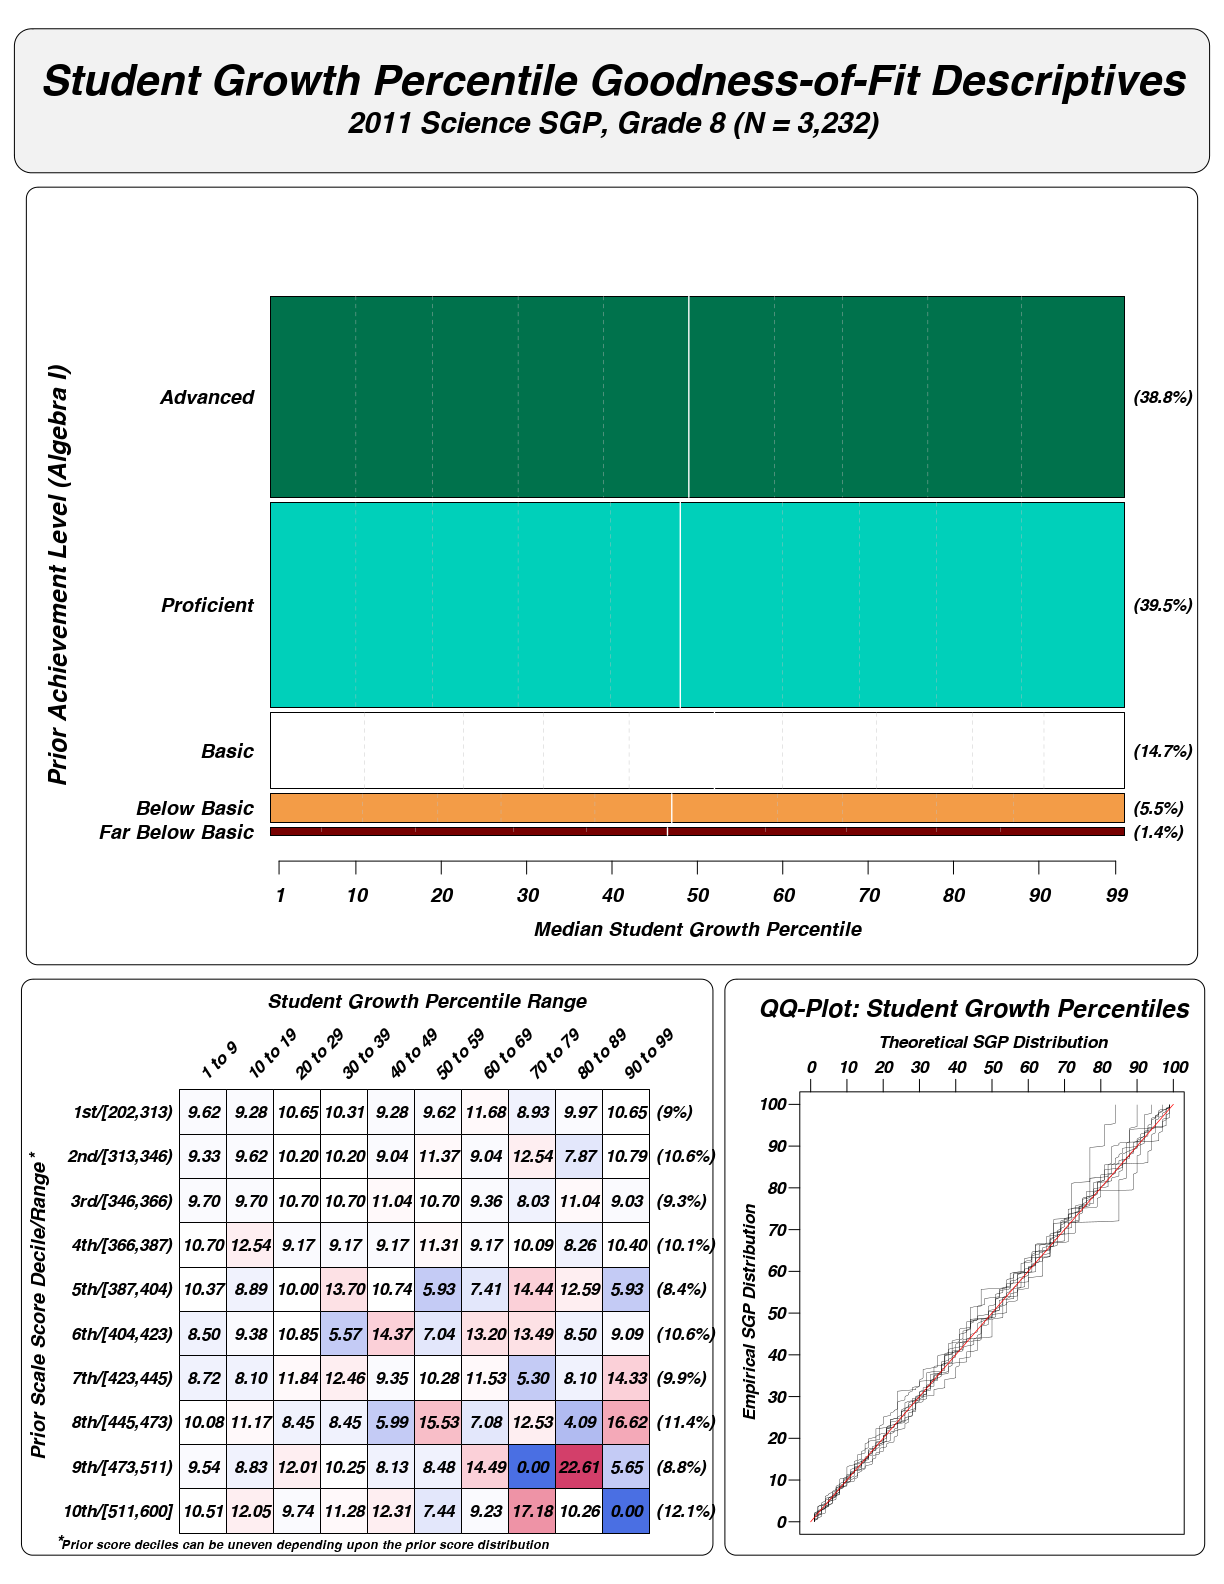 Student Growth Percentile Goodness-of-Fit Descriptives
2011 Science SGP, Grade 8 (N = 3,232)
Prior Achievement Level (Algebra I)
Advanced (38.8%)
Proficient (39.5%)
Basic (14.7%)
Below Basic (5.5%)
Far Below Basic (1.4%)
1 10 20 30 40 50 60 70 80 90 99
Median Student Growth Percentile
Student Growth Percentile Range
1 to 9 10 to 19 20 to 29 30 to 39 40 to 49 50 to 59 60 to 69 70 to 79 80 to 89 90 to 99
Prior Scale Score Decile/Range*
1st/[202,313) 9.62 9.28 10.65 10.31 9.28 9.62 11.68 8.93 9.97 10.65 (9%)
2nd/[313,346) 9.33 9.62 10.20 10.20 9.04 11.37 9.04 12.54 7.87 10.79 (10.6%)
3rd/[346,366) 9.70 9.70 10.70 10.70 11.04 10.70 9.36 8.03 11.04 9.03 (9.3%)
4th/[366,387) 10.70 12.54 9.17 9.17 9.17 11.31 9.17 10.09 8.26 10.40 (10.1%)
5th/[387,404) 10.37 8.89 10.00 13.70 10.74 5.93 7.41 14.44 12.59 5.93 (8.4%)
6th/[404,423) 8.50 9.38 10.85 5.57 14.37 7.04 13.20 13.49 8.50 9.09 (10.6%)
7th/[423,445) 8.72 8.10 11.84 12.46 9.35 10.28 11.53 5.30 8.10 14.33 (9.9%)
8th/[445,473) 10.08 11.17 8.45 8.45 5.99 15.53 7.08 12.53 4.09 16.62 (11.4%)
9th/[473,511) 9.54 8.83 12.01 10.25 8.13 8.48 14.49 0.00 22.61 5.65 (8.8%)
10th/[511,600] 10.51 12.05 9.74 11.28 12.31 7.44 9.23 17.18 10.26 0.00 (12.1%)
*Prior score deciles can be uneven depending upon the prior score distribution
QQ-Plot: Student Growth Percentiles
Theoretical SGP Distribution
0 10 20 30 40 50 60 70 80 90 100
Empirical SGP Distribution
100
90
80
70
60
50
40
30
20
10
0